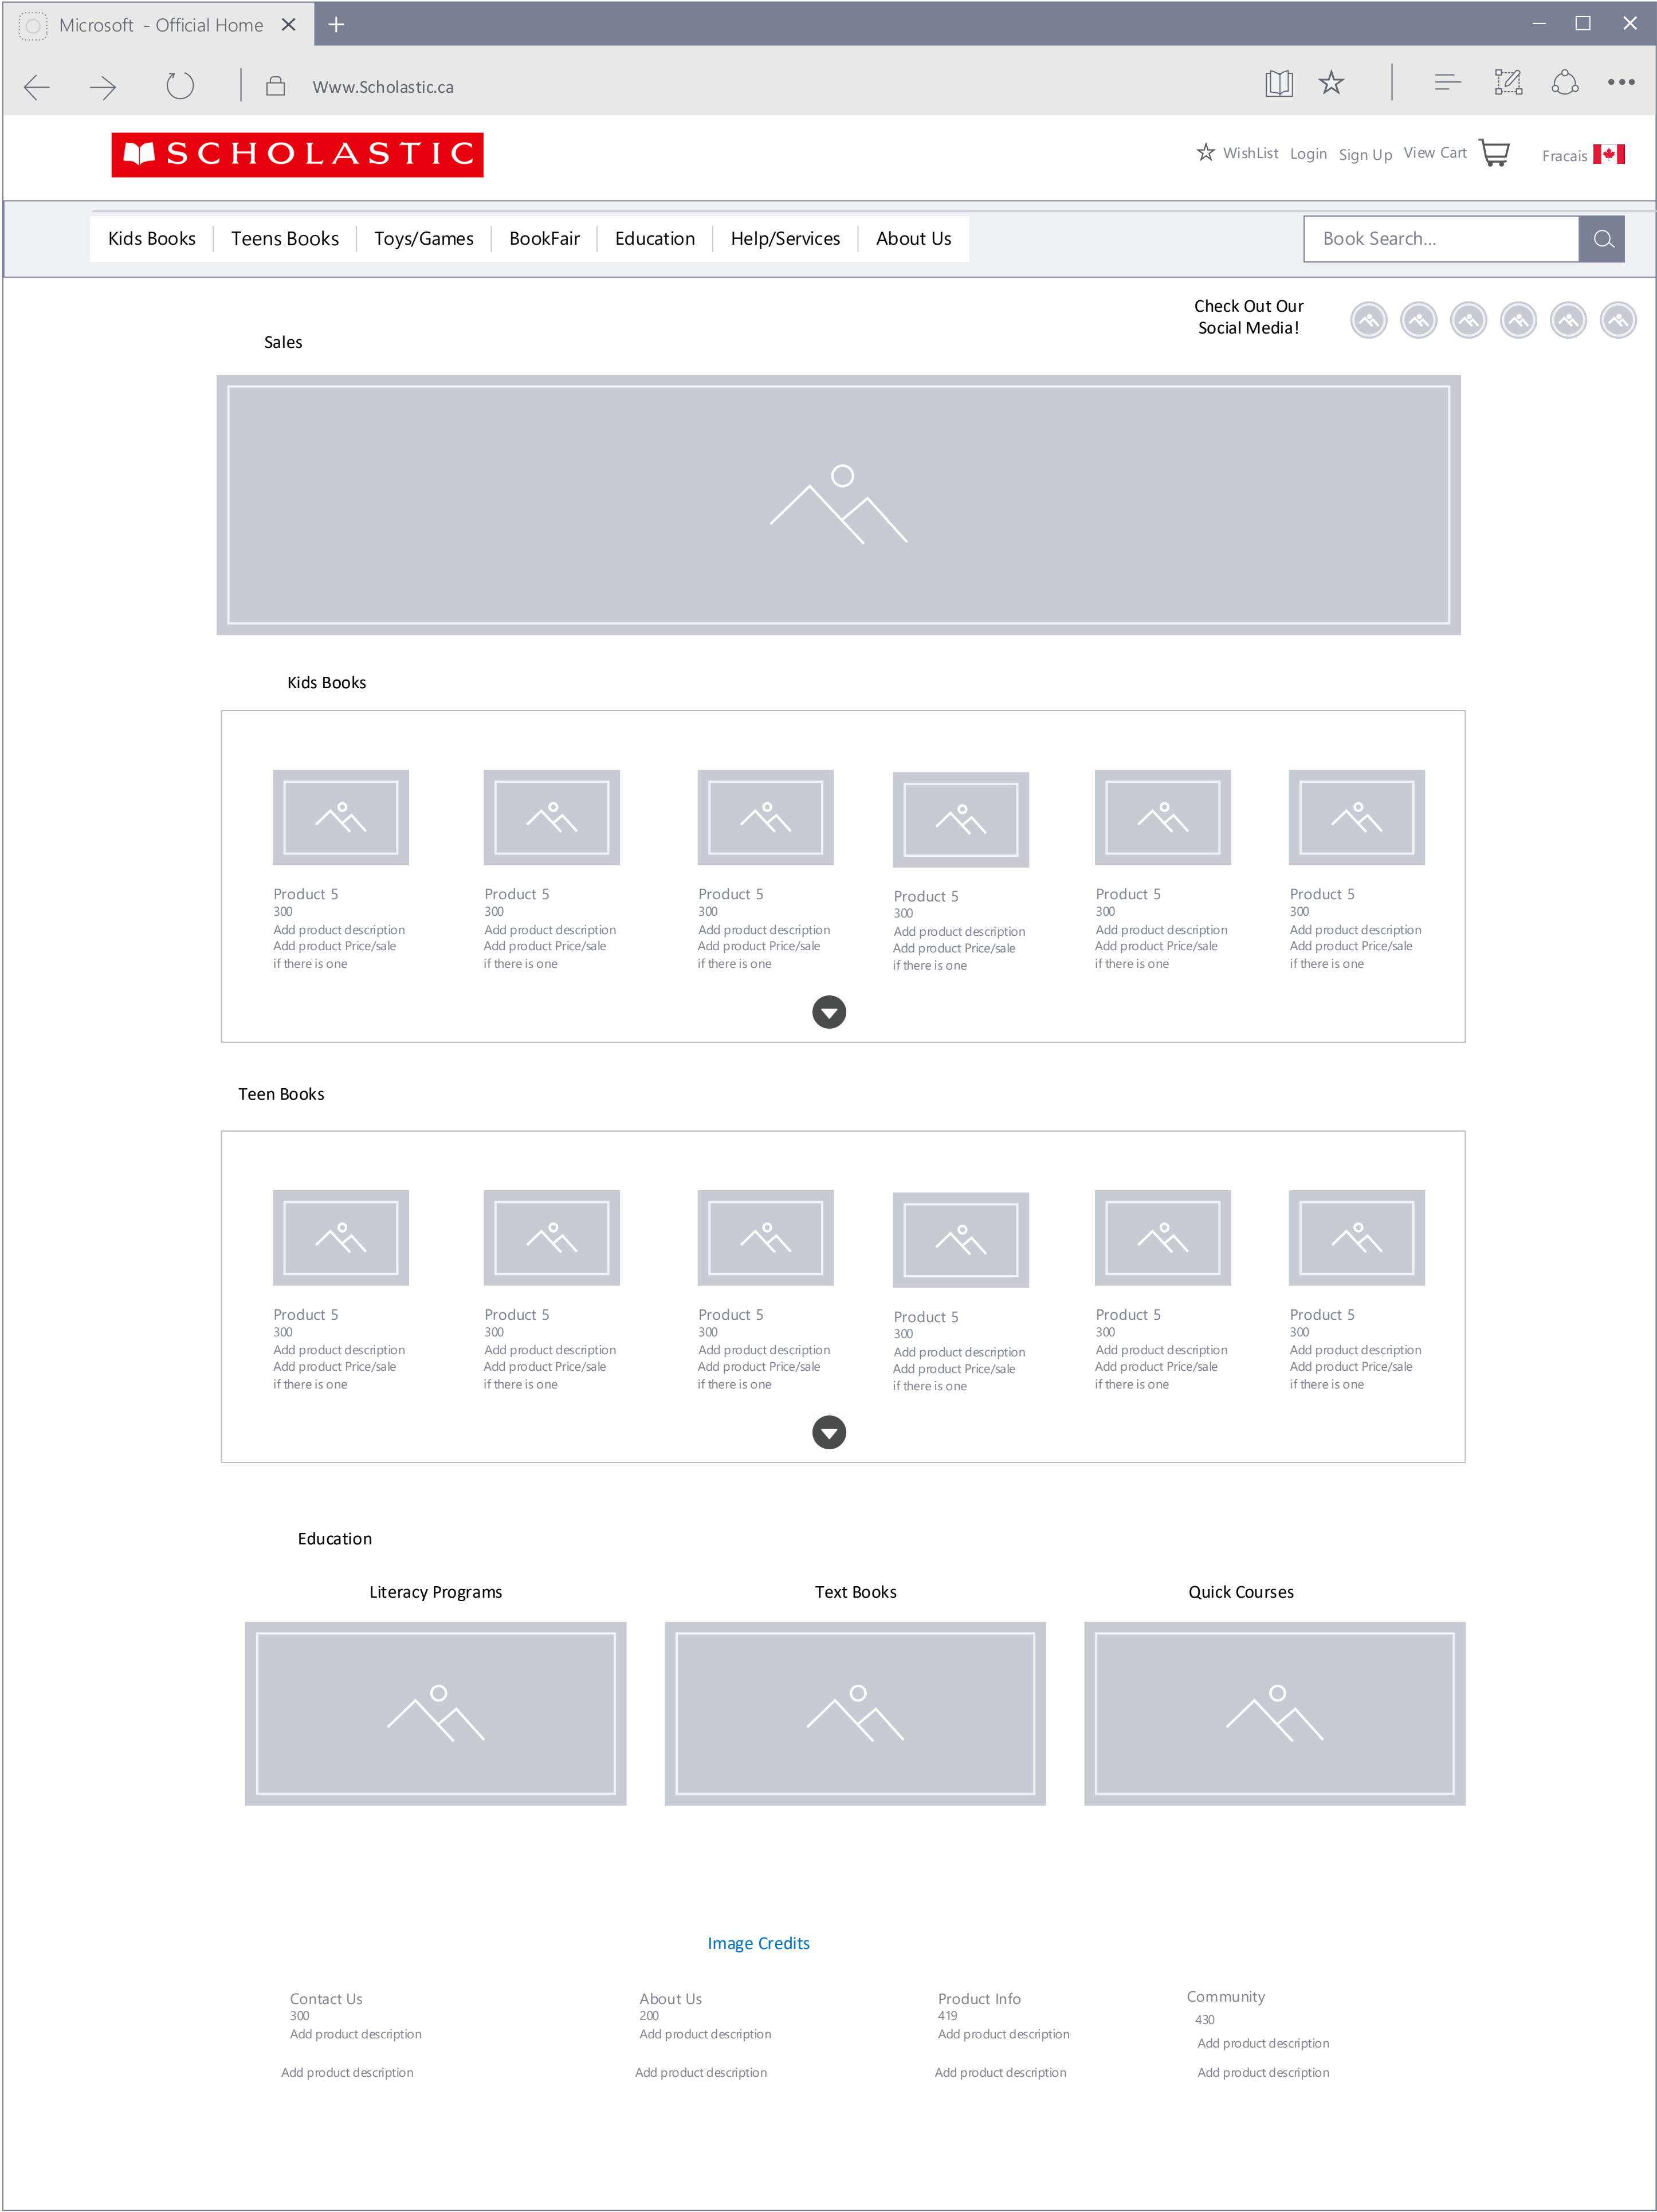 Microsoft - Official Home
Www.Scholastic.ca
SCHOLASTIC
WishList Login Sign Up View Cart Fracais
Kids Books Teens Books Toys/Games BookFair Education Help/Services About Us Book Search...
Check Out Our
Social Media!
Sales
Kids Books
Product 5 Product 5 Product 5 Product 5 Product 5 Product 5
300 300 300 300 300 300
Add product description Add product description Add product description Add product description Add product description Add product description
Add product Price/sale Add product Price/sale Add product Price/sale Add product Price/sale Add product Price/sale Add product Price/sale
if there is one if there is one if there is one if there is one if there is one if there is one
Teen Books
Product 5 Product 5 Product 5 Product 5 Product 5 Product 5
300 300 300 300 300 300
Add product description Add product description Add product description Add product description Add product description Add product description
Add product Price/sale Add product Price/sale Add product Price/sale Add product Price/sale Add product Price/sale Add product Price/sale
if there is one if there is one if there is one if there is one if there is one if there is one
Education
Literacy Programs Text Books Quick Courses
Image Credits
Contact Us About Us Product Info Community
300 200 419 430
Add product description Add product description Add product description Add product description
Add product description Add product description Add product description Add product description